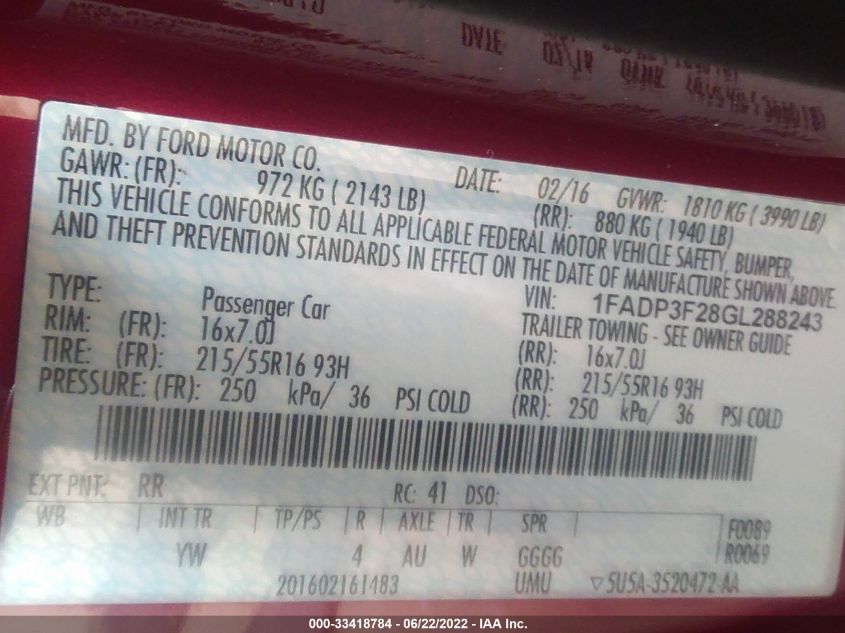 DATE
02/16
MFD. BY FORD MOTOR CO.
DATE: 02/16 GVWR: 1810 KG ( 3990 LB)
GAWR: (FR): 972 KG ( 2143 LB) (RR): 880 KG ( 1940 LB)
THIS VEHICLE CONFORMS TO ALL APPLICABLE FEDERAL MOTOR VEHICLE SAFETY, BUMPER,
AND THEFT PREVENTION STANDARDS IN EFFECT ON THE DATE OF MANUFACTURE SHOWN ABOVE.
VIN: 1FADP3F28GL288243
TYPE: Passenger Car TRAILER TOWING - SEE OWNER GUIDE
RIM: (FR): 16x7.0J (RR): 16x7.0J
TIRE: (FR): 215/55R16 93H (RR): 215/55R16 93H
PRESSURE: (FR): 250 kPa/ 36 PSI COLD (RR): 250 kPa/ 36 PSI COLD
EXT PNT: RR RC: 41 DSO:
WB | INT TR | TP/PS | R | AXLE | TR | SPR F0089
YW 4 AU W GGGG R0069
201602161483 UMU ▽5U5A-3520472-AA
000-33418784 - 06/22/2022 - IAA Inc.